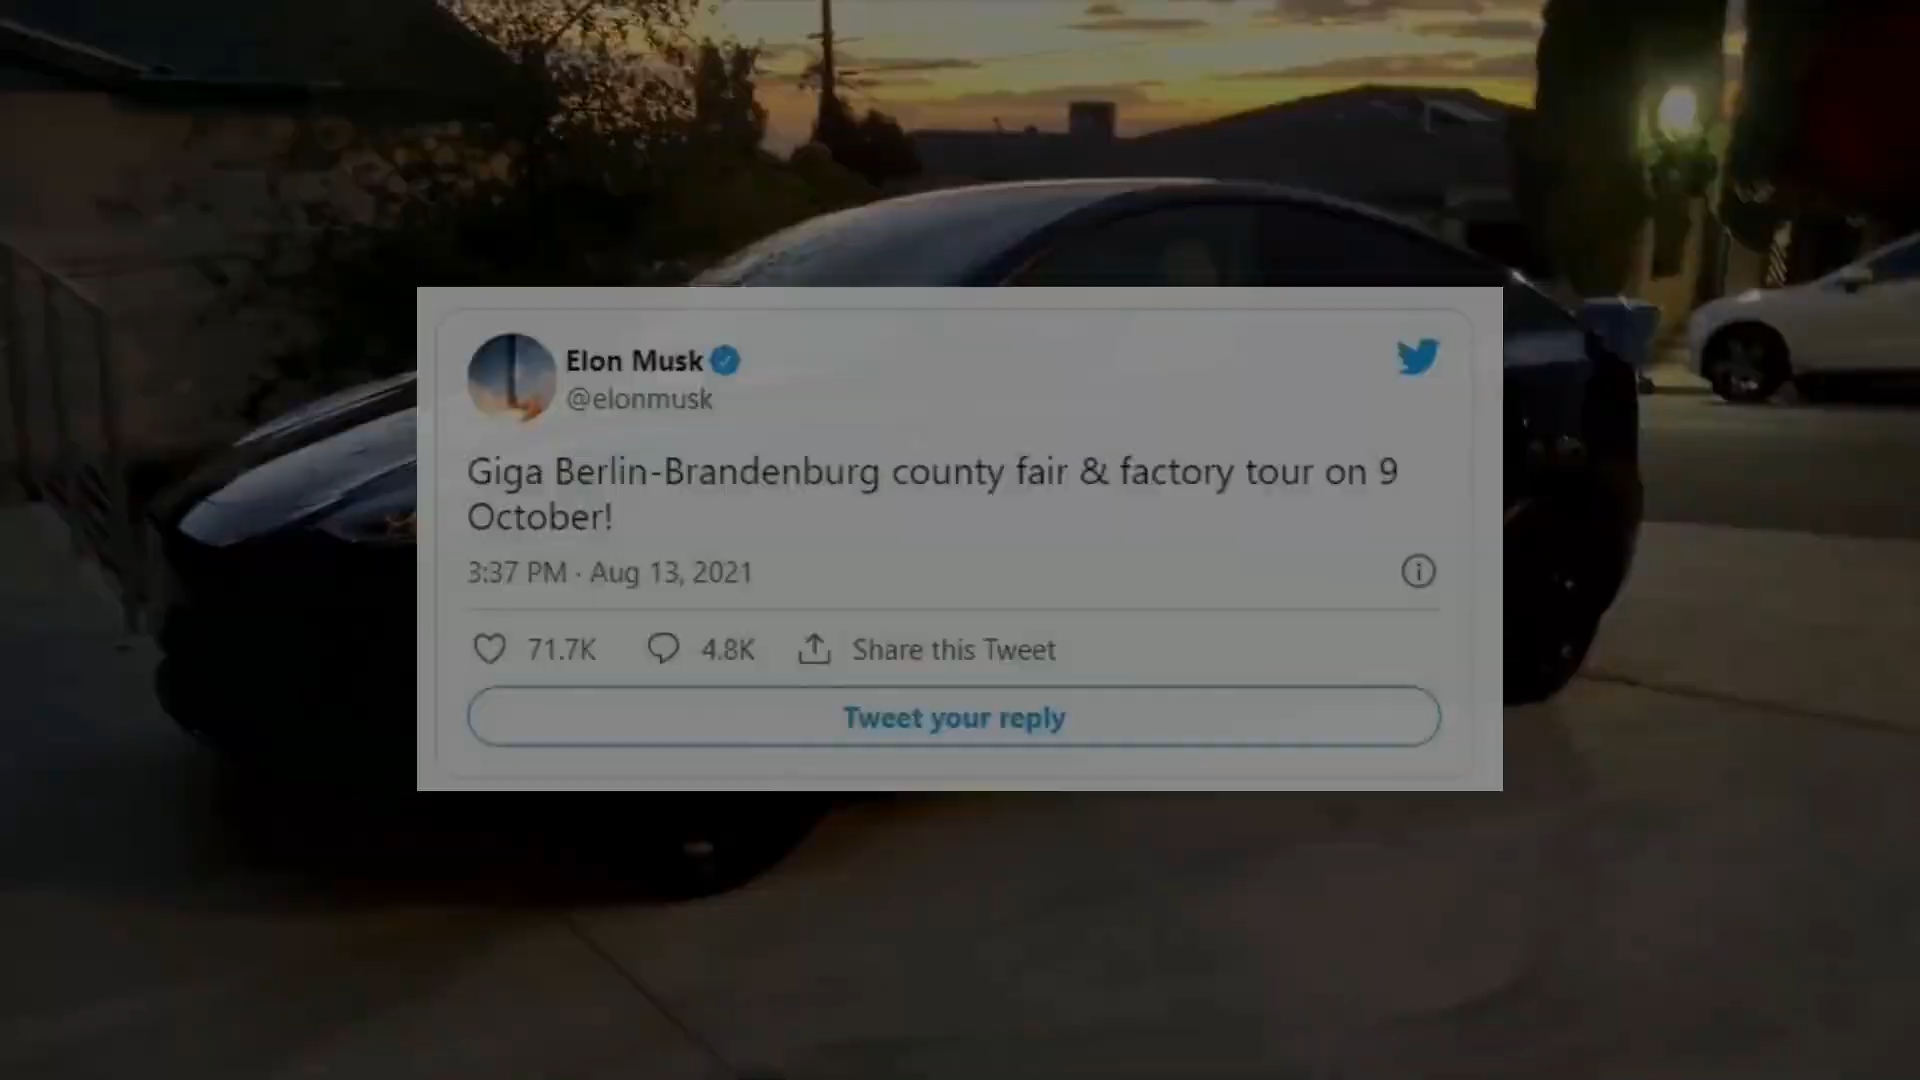 Elon Musk
@elonmusk
Giga Berlin-Brandenburg county fair & factory tour on 9
October!
3:37 PM · Aug 13, 2021
71.7K 4.8K Share this Tweet
Tweet your reply